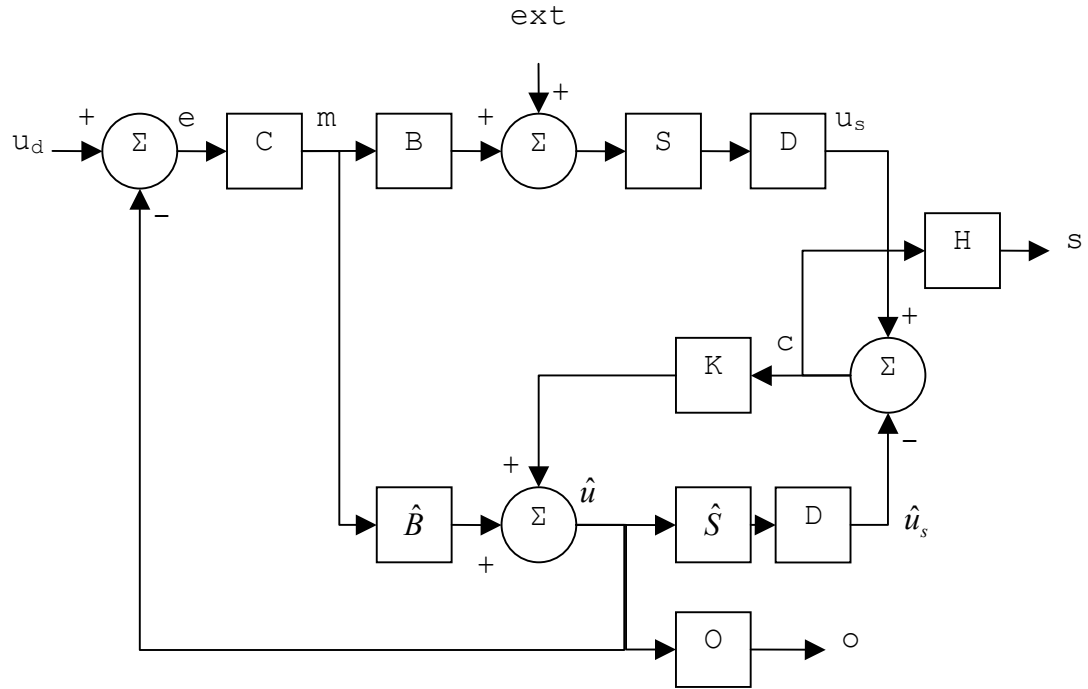 ext
+
+ Σ e C m B + Σ S D u_s
u_d
-
H s
+
c
K Σ
-
+
B̂ Σ û Ŝ D û_s
+
O o